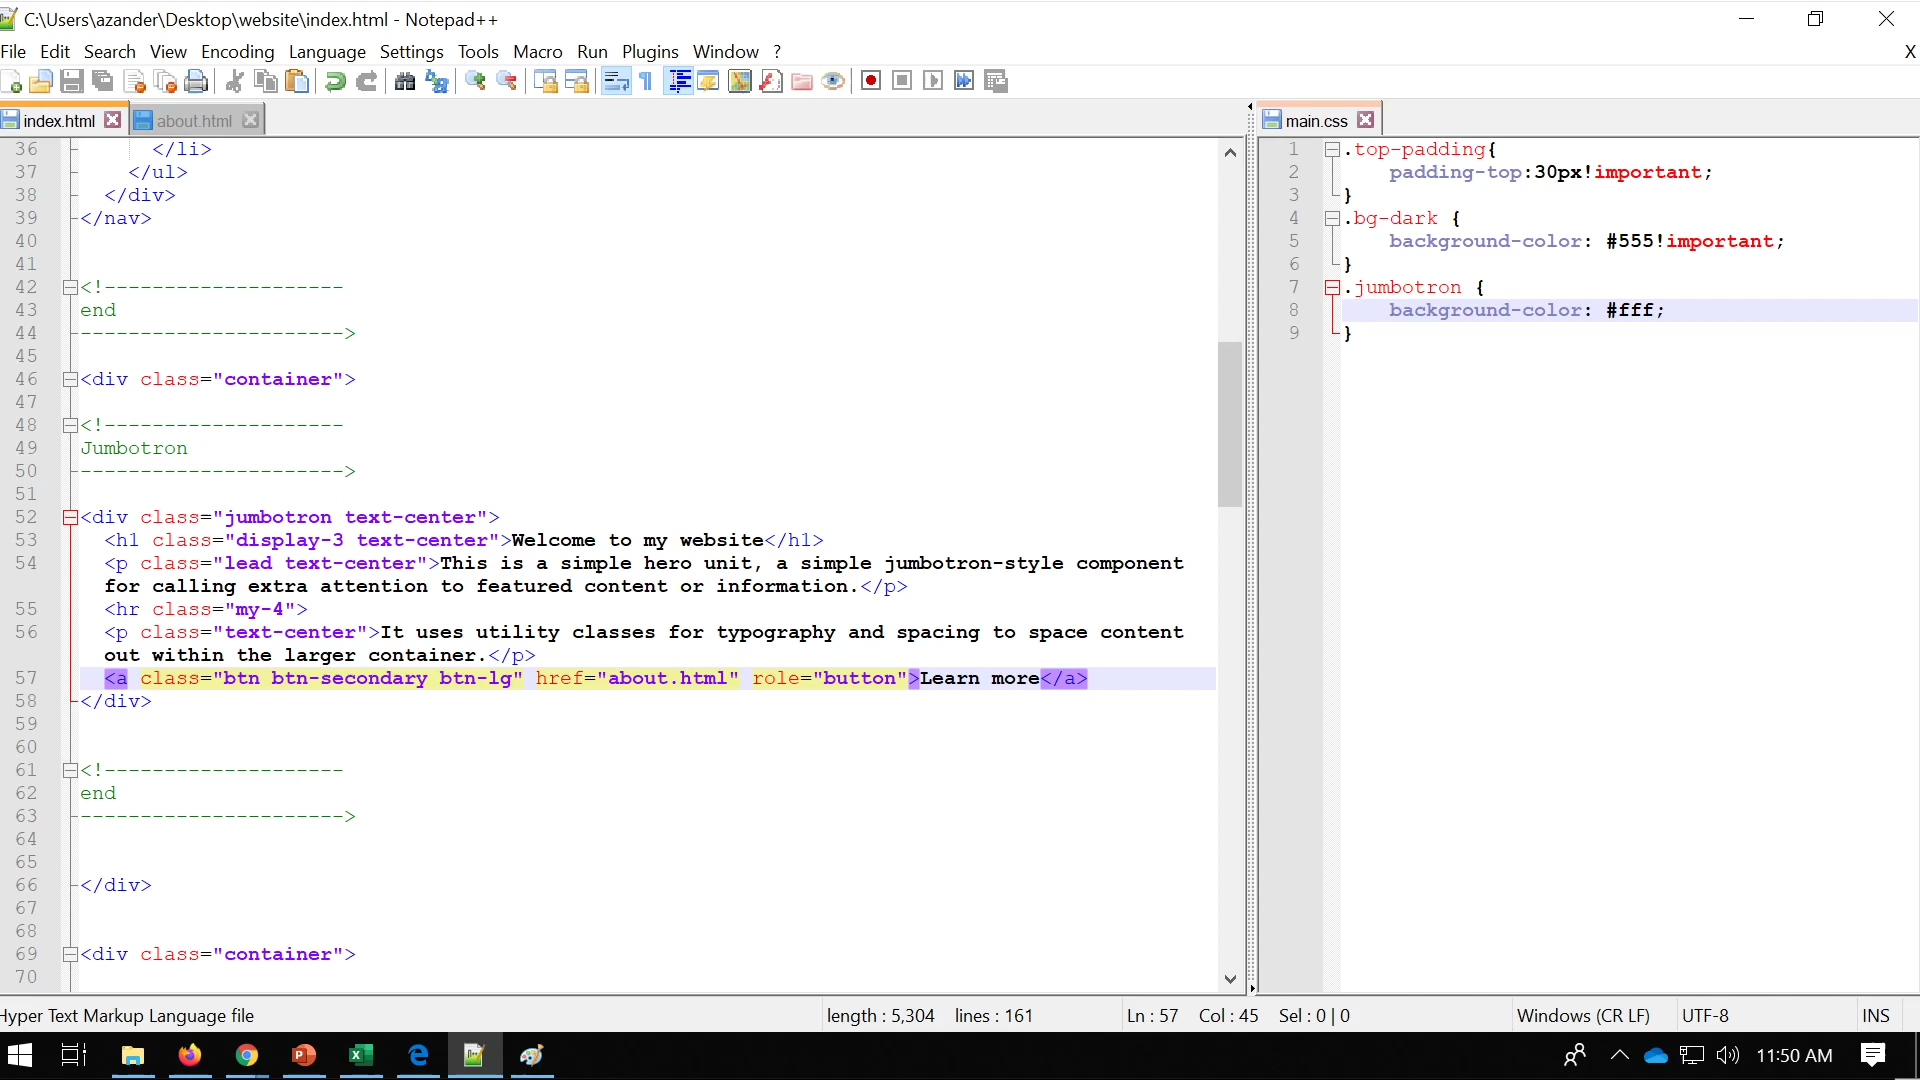 C:\Users\azander\Desktop\website\index.html - Notepad++
File Edit Search View Encoding Language Settings Tools Macro Run Plugins Window ? X
index.html about.html
36 </li>
37 </ul>
38 </div>
39 </nav>
40
41
42 <!--------------------
43 end
44 ---------------------->
45
46 <div class="container">
47
48 <!--------------------
49 Jumbotron
50 ---------------------->
51
52 <div class="jumbotron text-center">
53 <h1 class="display-3 text-center">Welcome to my website</h1>
54 <p class="lead text-center">This is a simple hero unit, a simple jumbotron-style component
for calling extra attention to featured content or information.</p>
55 <hr class="my-4">
56 <p class="text-center">It uses utility classes for typography and spacing to space content
out within the larger container.</p>
57 <a class="btn btn-secondary btn-lg" href="about.html" role="button">Learn more</a>
58 </div>
59
60
61 <!--------------------
62 end
63 ---------------------->
64
65
66 </div>
67
68
69 <div class="container">
70
main.css
1 .top-padding{
2 padding-top:30px!important;
3 }
4 .bg-dark {
5 background-color: #555!important;
6 }
7 .jumbotron {
8 background-color: #fff;
9 }
Hyper Text Markup Language file length : 5,304 lines : 161 Ln : 57 Col : 45 Sel : 0 | 0 Windows (CR LF) UTF-8 INS
11:50 AM